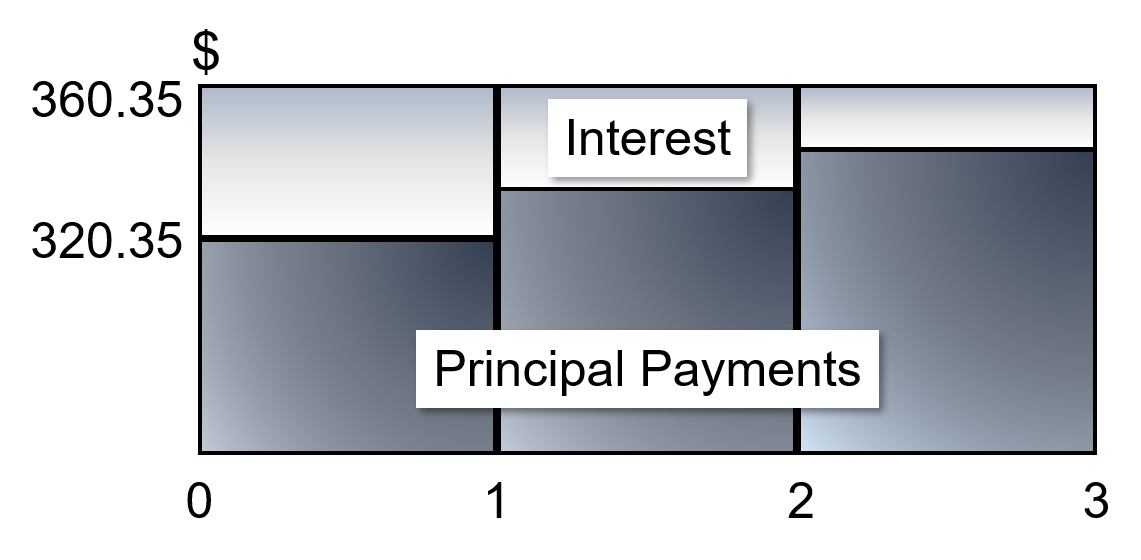 $
360.35
Interest
320.35
Principal Payments
0 1 2 3